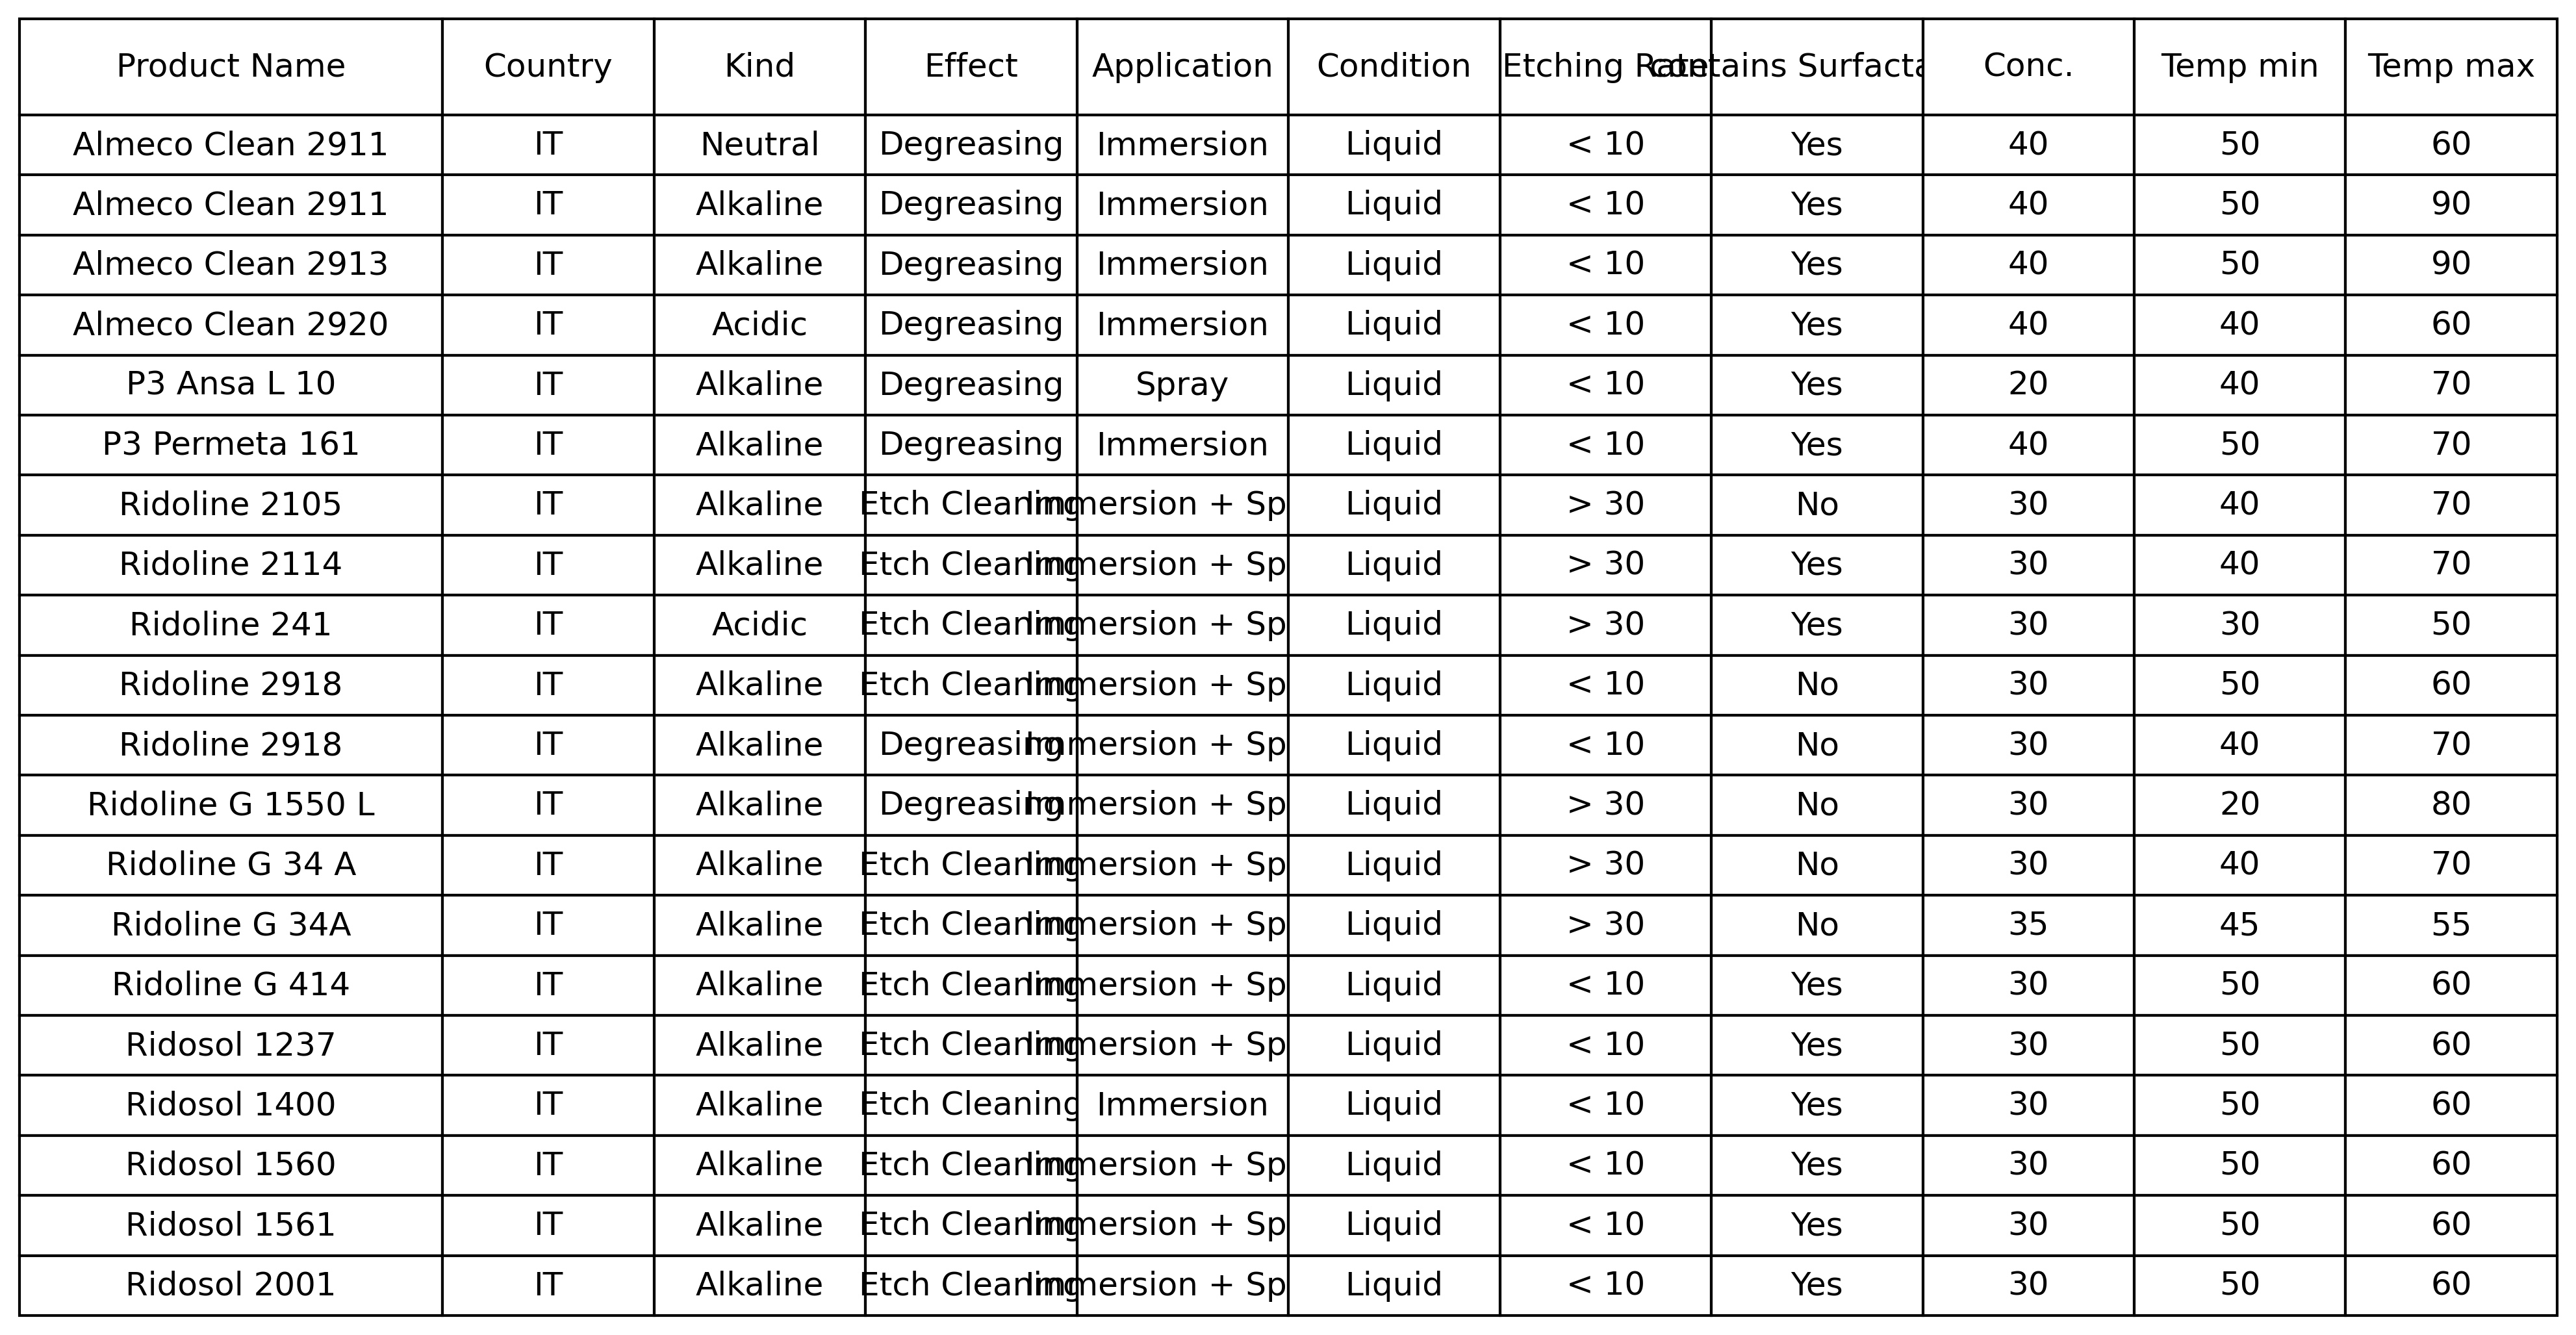 Product Name Country Kind Effect Application Condition Etching Rate contains Surfacta Conc. Temp min Temp max
Almeco Clean 2911 IT Neutral Degreasing Immersion Liquid < 10 Yes 40 50 60
Almeco Clean 2911 IT Alkaline Degreasing Immersion Liquid < 10 Yes 40 50 90
Almeco Clean 2913 IT Alkaline Degreasing Immersion Liquid < 10 Yes 40 50 90
Almeco Clean 2920 IT Acidic Degreasing Immersion Liquid < 10 Yes 40 40 60
P3 Ansa L 10 IT Alkaline Degreasing Spray Liquid < 10 Yes 20 40 70
P3 Permeta 161 IT Alkaline Degreasing Immersion Liquid < 10 Yes 40 50 70
Ridoline 2105 IT Alkaline Etch Cleaning Immersion + Sp Liquid > 30 No 30 40 70
Ridoline 2114 IT Alkaline Etch Cleaning Immersion + Sp Liquid > 30 Yes 30 40 70
Ridoline 241 IT Acidic Etch Cleaning Immersion + Sp Liquid > 30 Yes 30 30 50
Ridoline 2918 IT Alkaline Etch Cleaning Immersion + Sp Liquid < 10 No 30 50 60
Ridoline 2918 IT Alkaline Degreasing Immersion + Sp Liquid < 10 No 30 40 70
Ridoline G 1550 L IT Alkaline Degreasing Immersion + Sp Liquid > 30 No 30 20 80
Ridoline G 34 A IT Alkaline Etch Cleaning Immersion + Sp Liquid > 30 No 30 40 70
Ridoline G 34A IT Alkaline Etch Cleaning Immersion + Sp Liquid > 30 No 35 45 55
Ridoline G 414 IT Alkaline Etch Cleaning Immersion + Sp Liquid < 10 Yes 30 50 60
Ridosol 1237 IT Alkaline Etch Cleaning Immersion + Sp Liquid < 10 Yes 30 50 60
Ridosol 1400 IT Alkaline Etch Cleaning Immersion Liquid < 10 Yes 30 50 60
Ridosol 1560 IT Alkaline Etch Cleaning Immersion + Sp Liquid < 10 Yes 30 50 60
Ridosol 1561 IT Alkaline Etch Cleaning Immersion + Sp Liquid < 10 Yes 30 50 60
Ridosol 2001 IT Alkaline Etch Cleaning Immersion + Sp Liquid < 10 Yes 30 50 60